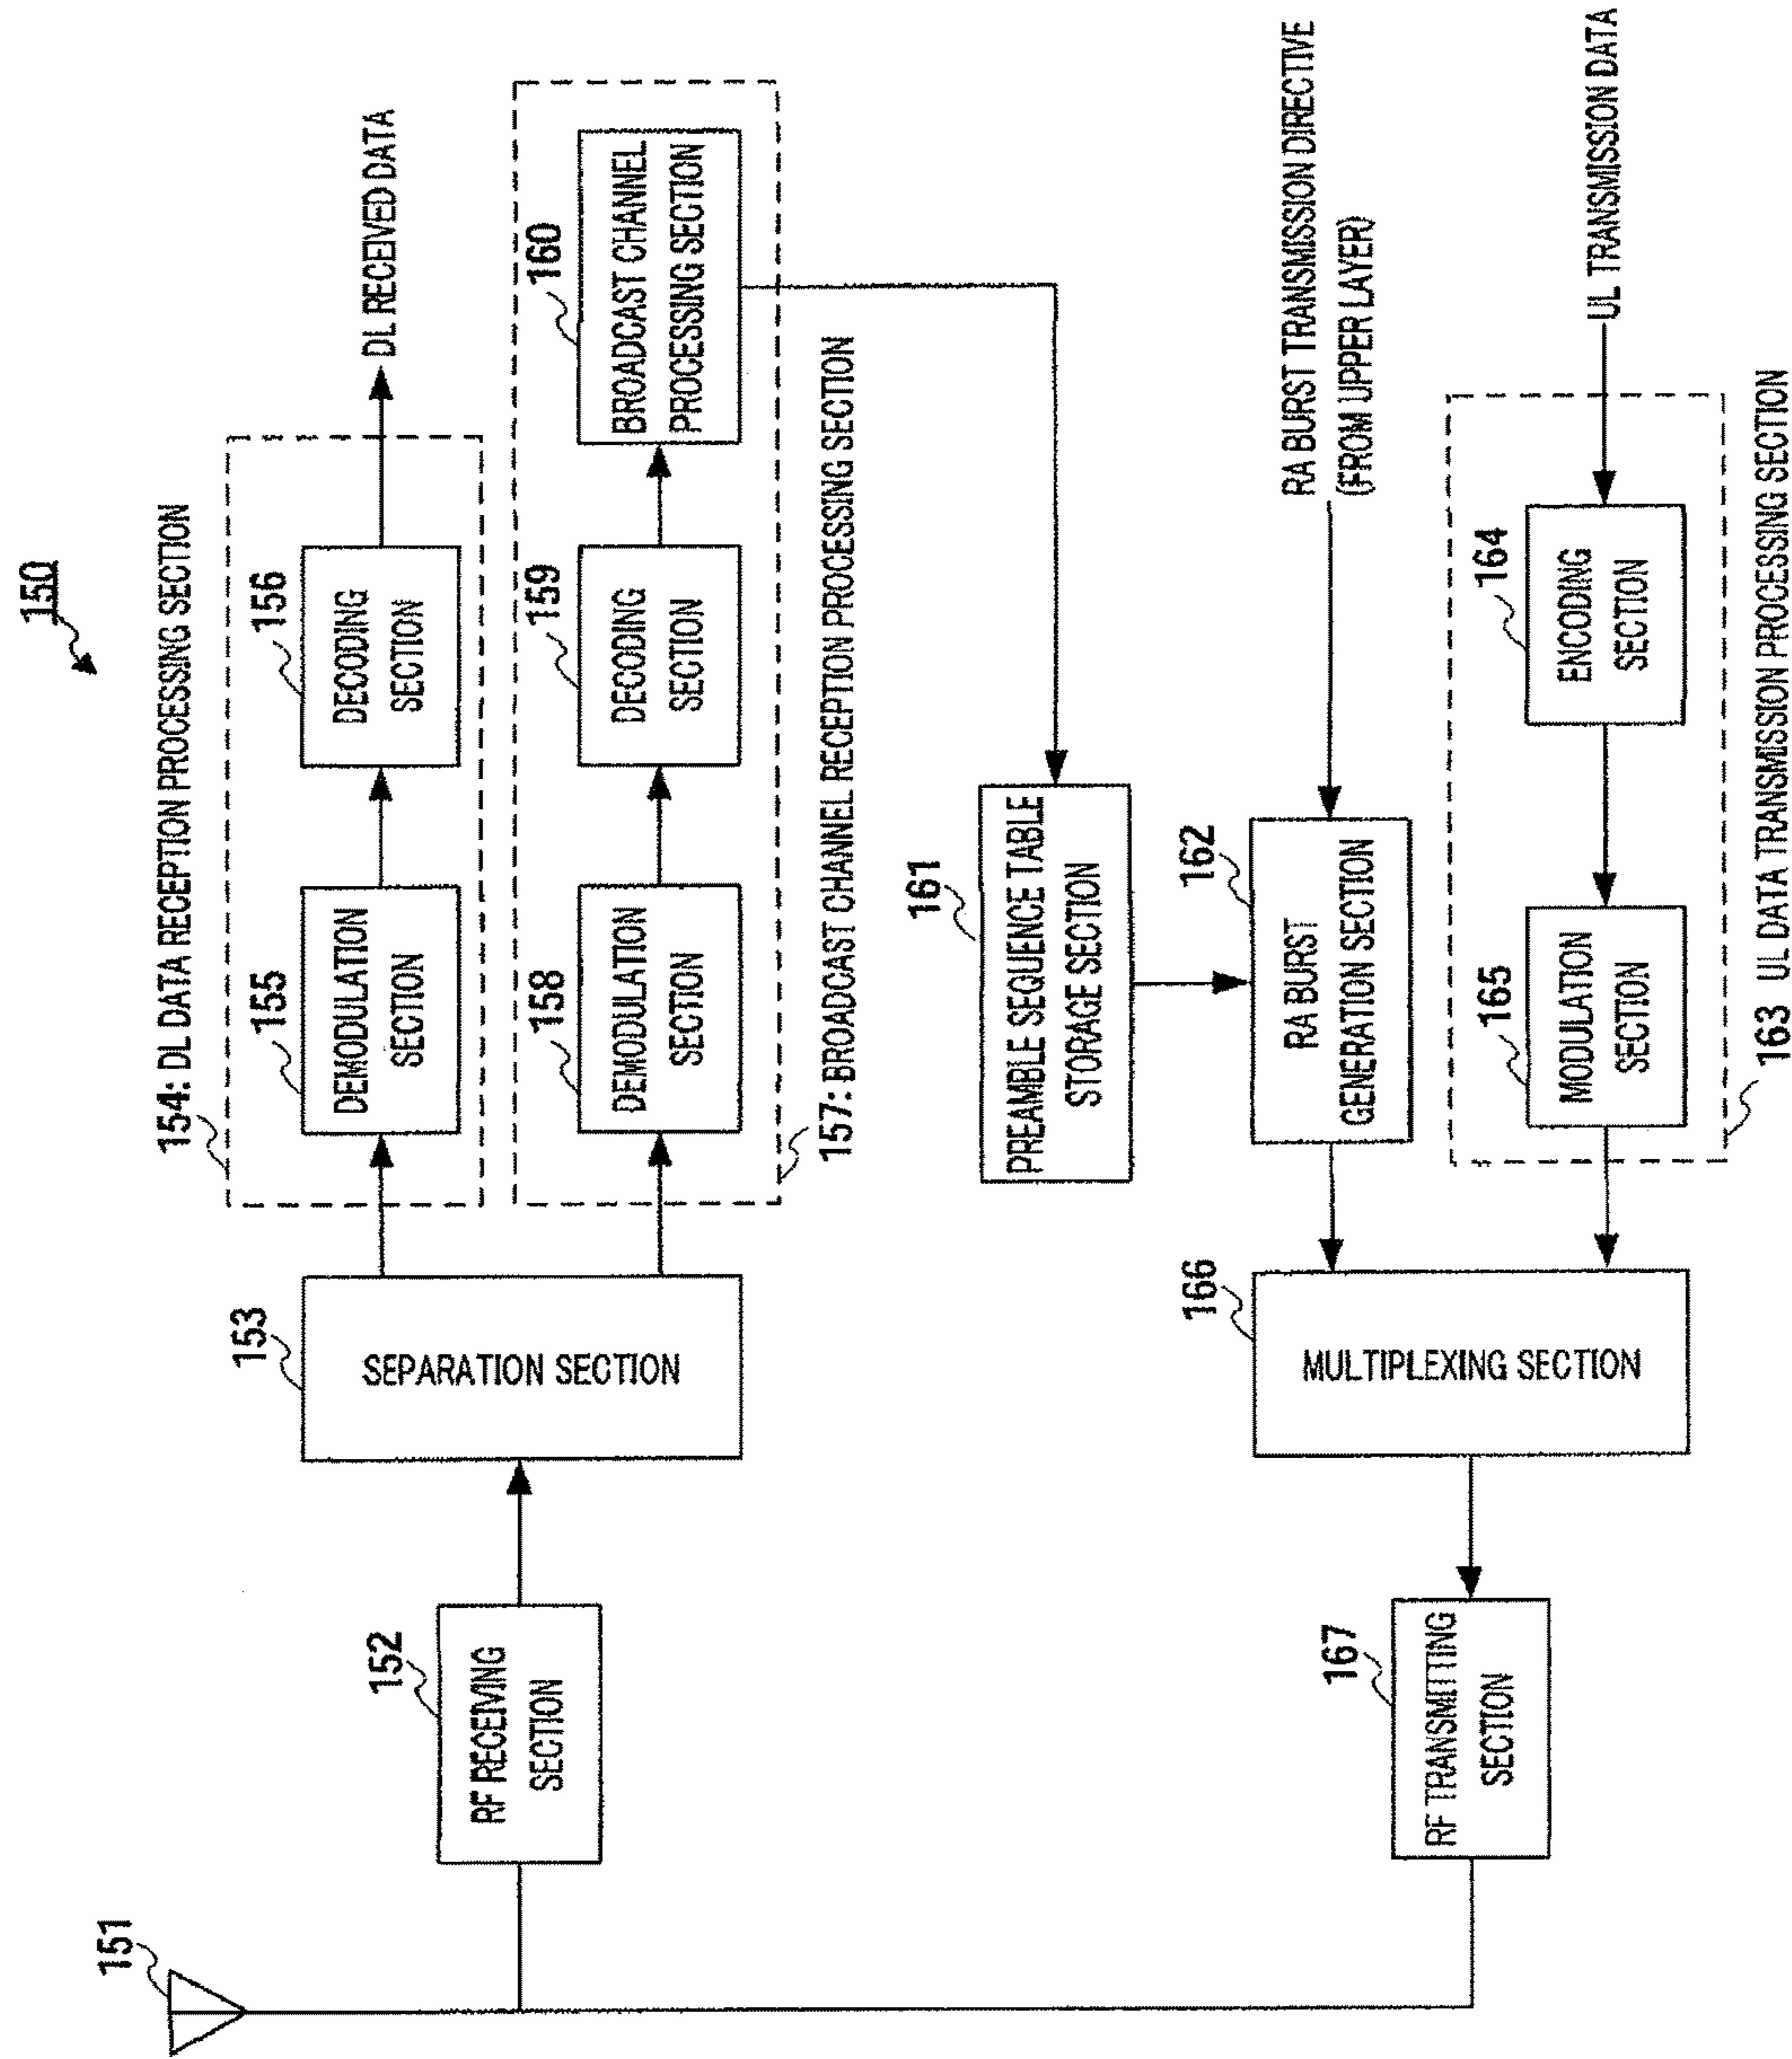 150
154: DL DATA RECEPTION PROCESSING SECTION
151
152
RF RECEIVING
SECTION
153
SEPARATION SECTION
155
DEMODULATION
SECTION
156
DECODING
SECTION
DL RECEIVED DATA
158
DEMODULATION
SECTION
159
DECODING
SECTION
160
BROADCAST CHANNEL
PROCESSING SECTION
157: BROADCAST CHANNEL RECEPTION PROCESSING SECTION
161
PREAMBLE SEQUENCE TABLE
STORAGE SECTION
162
RA BURST
GENERATION SECTION
RA BURST TRANSMISSION DIRECTIVE
(FROM UPPER LAYER)
167
RF TRANSMITTING
SECTION
166
MULTIPLEXING SECTION
165
MODULATION
SECTION
164
ENCODING
SECTION
UL TRANSMISSION DATA
163 UL DATA TRANSMISSION PROCESSING SECTION